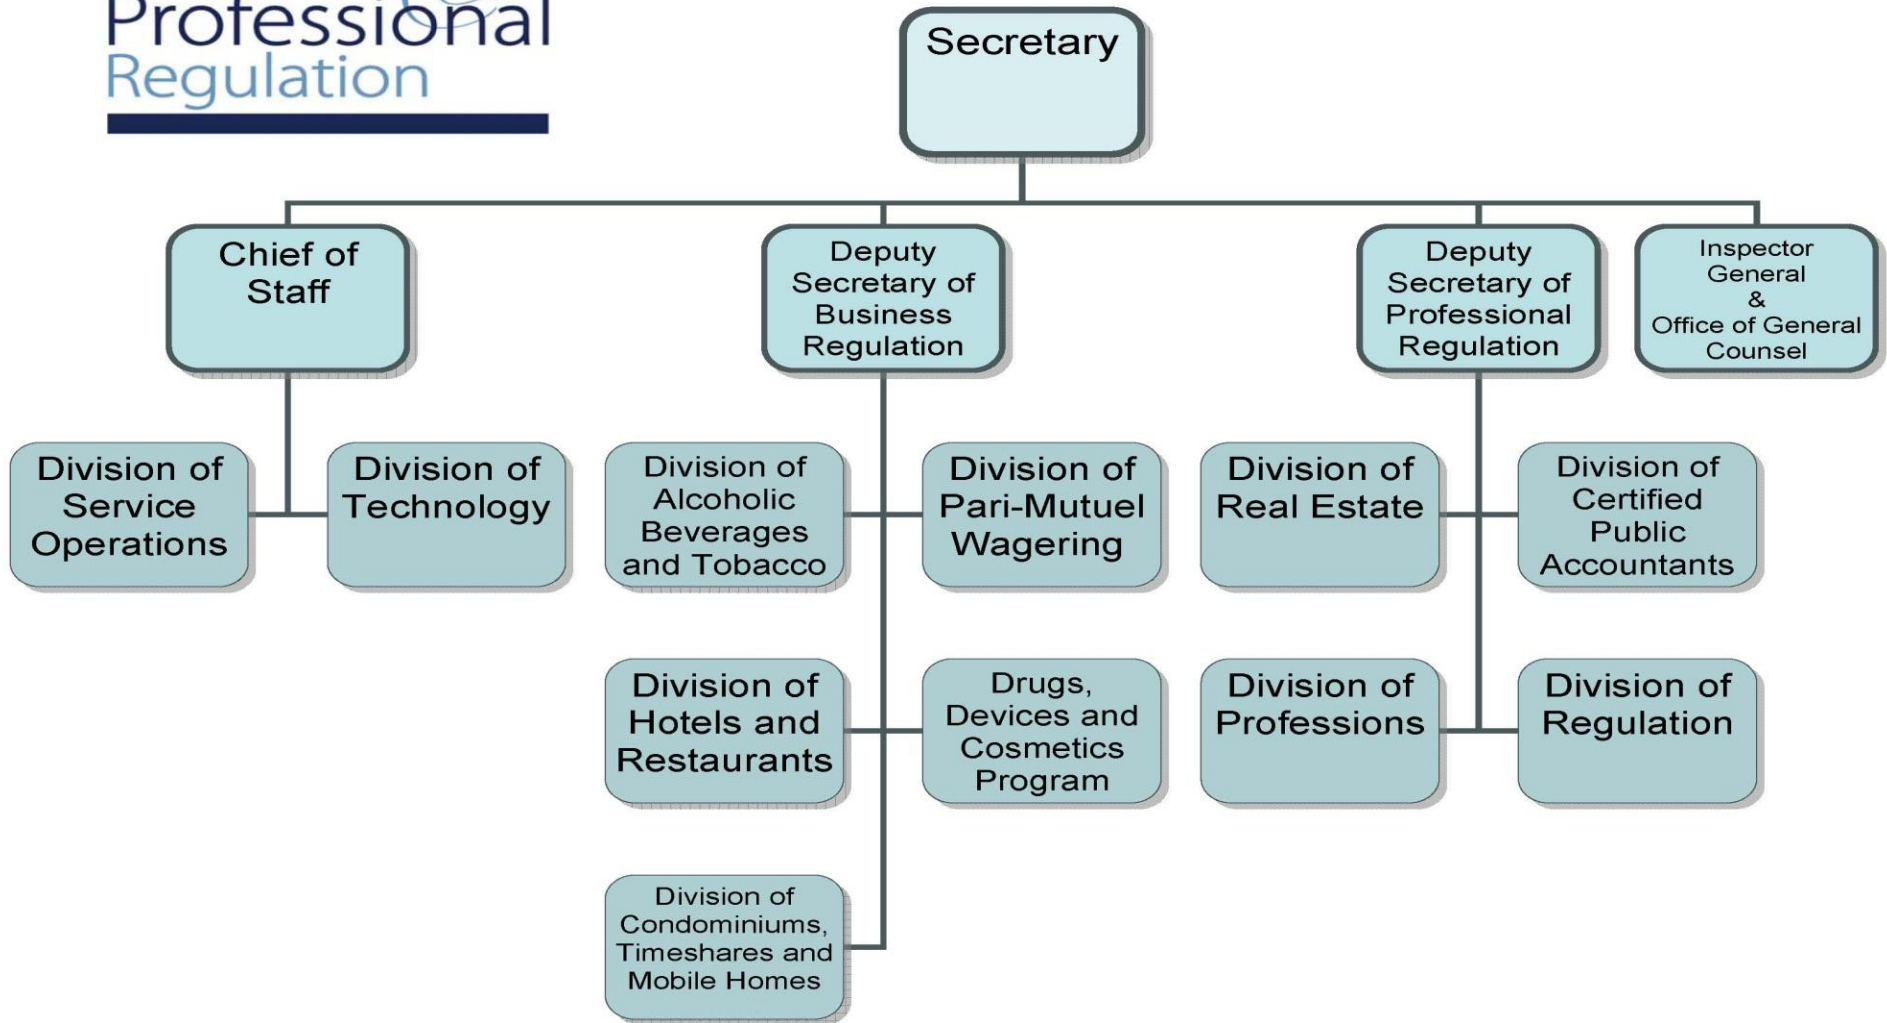 Professional
Regulation
Secretary
Chief of
Staff
Deputy
Secretary of
Business
Regulation
Deputy
Secretary of
Professional
Regulation
Inspector
General
&
Office of General
Counsel
Division of
Service
Operations
Division of
Technology
Division of
Alcoholic
Beverages
and Tobacco
Division of
Pari-Mutuel
Wagering
Division of
Real Estate
Division of
Certified
Public
Accountants
Division of
Hotels and
Restaurants
Drugs,
Devices and
Cosmetics
Program
Division of
Professions
Division of
Regulation
Division of
Condominiums,
Timeshares and
Mobile Homes